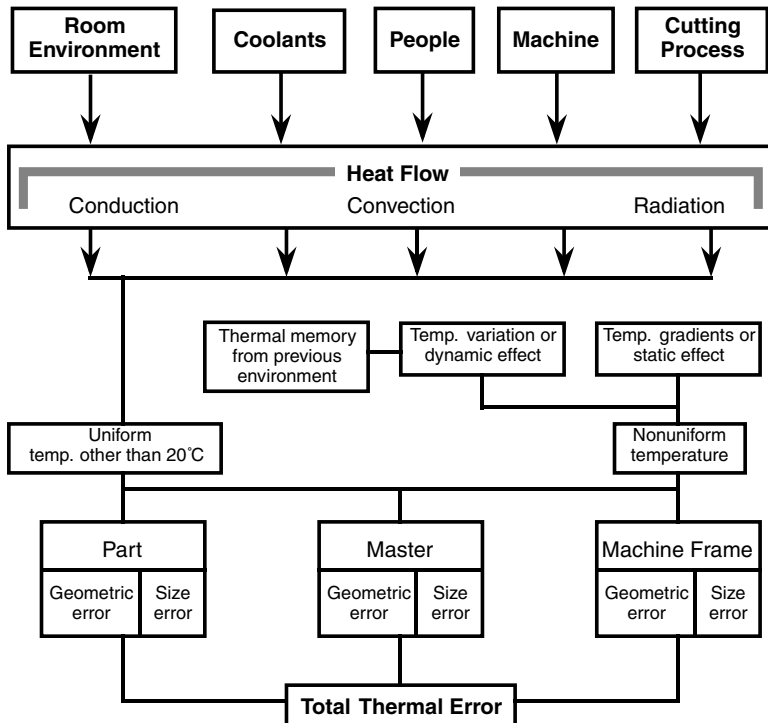 Room
Environment
Coolants
People
Machine
Cutting
Process
Heat Flow
Conduction
Convection
Radiation
Thermal memory
from previous
environment
Temp. variation or
dynamic effect
Temp. gradients or
static effect
Uniform
temp. other than 20°C
Nonuniform
temperature
Part
Geometric
error
Size
error
Master
Geometric
error
Size
error
Machine Frame
Geometric
error
Size
error
Total Thermal Error